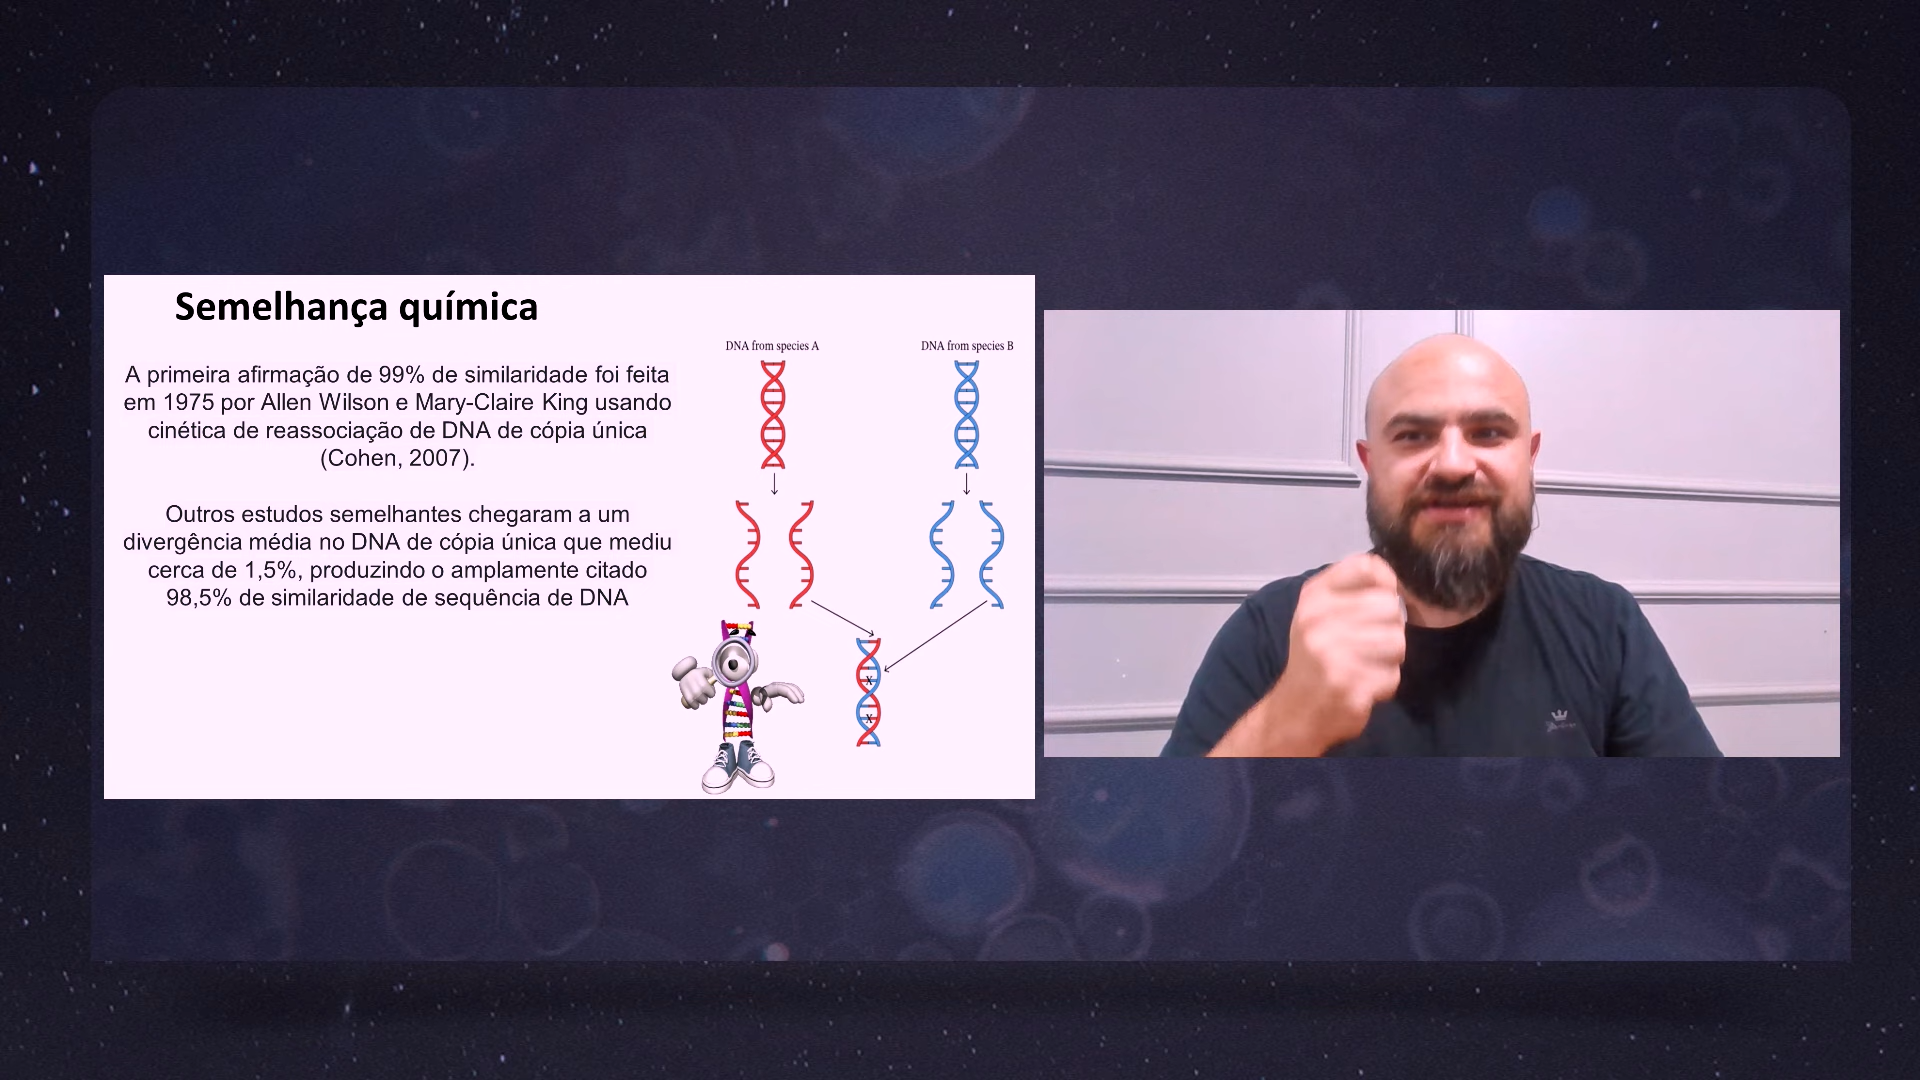 Semelhança química
A primeira afirmação de 99% de similaridade foi feita
em 1975 por Allen Wilson e Mary-Claire King usando
cinética de reassociação de DNA de cópia única
(Cohen, 2007).
Outros estudos semelhantes chegaram a um
divergência média no DNA de cópia única que mediu
cerca de 1,5%, produzindo o amplamente citado
98,5% de similaridade de sequência de DNA
DNA from species A
DNA from species B
X
X